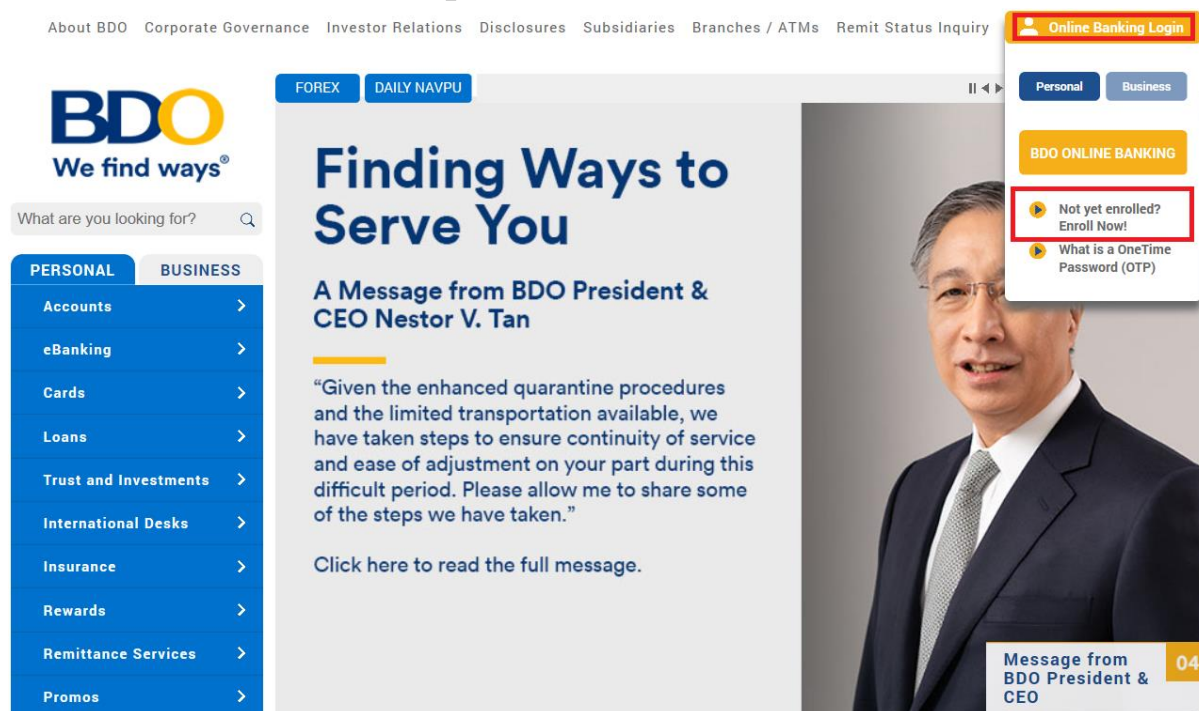 About BDO Corporate Governance Investor Relations Disclosures Subsidiaries Branches / ATMs Remit Status Inquiry
Online Banking Login
Personal Business
BDO ONLINE BANKING
Not yet enrolled?
Enroll Now!
What is a OneTime
Password (OTP)
BDO
We find ways®
What are you looking for?
PERSONAL BUSINESS
Accounts
eBanking
Cards
Loans
Trust and Investments
International Desks
Insurance
Rewards
Remittance Services
Promos
FOREX DAILY NAVPU
Finding Ways to
Serve You
A Message from BDO President &
CEO Nestor V. Tan
“Given the enhanced quarantine procedures
and the limited transportation available, we
have taken steps to ensure continuity of service
and ease of adjustment on your part during this
difficult period. Please allow me to share some
of the steps we have taken.”
Click here to read the full message.
Message from
BDO President &
CEO
04